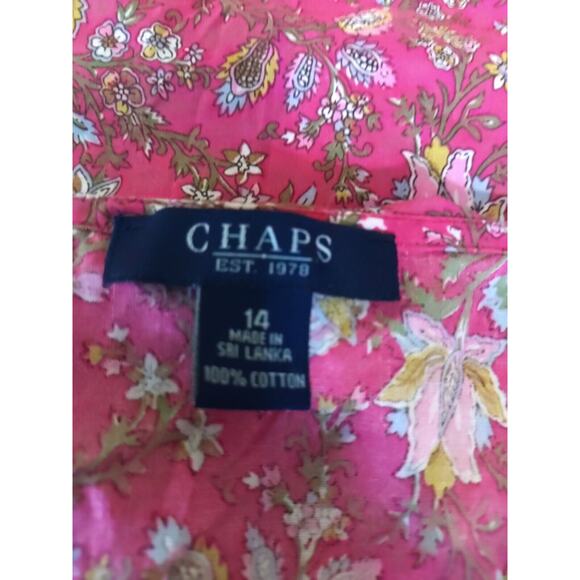 CHAPS
EST. 1978
14
MADE IN
SRI LANKA
100% COTTON